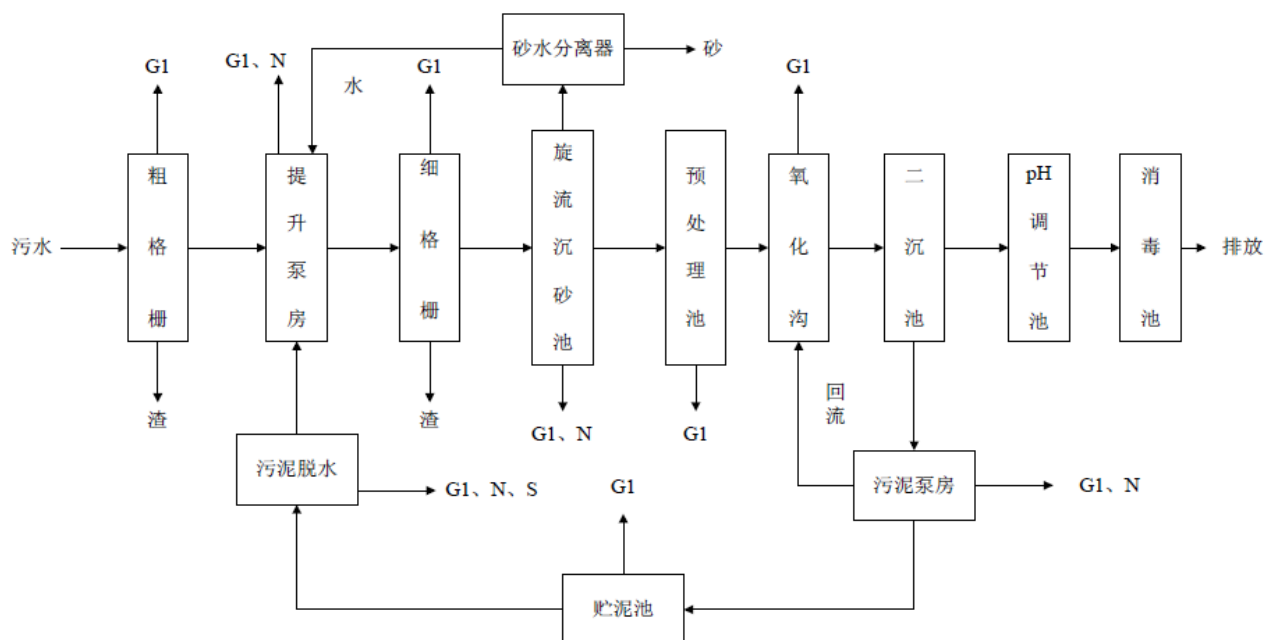 砂水分离器
砂
G1
G1、N
水
G1
G1
污水
粗格栅
提升泵房
细格栅
旋流沉砂池
预处理池
氧化沟
二沉池
pH调节池
消毒池
排放
渣
渣
G1、N
G1
回流
污泥脱水
G1、N、S
G1
污泥泵房
G1、N
贮泥池